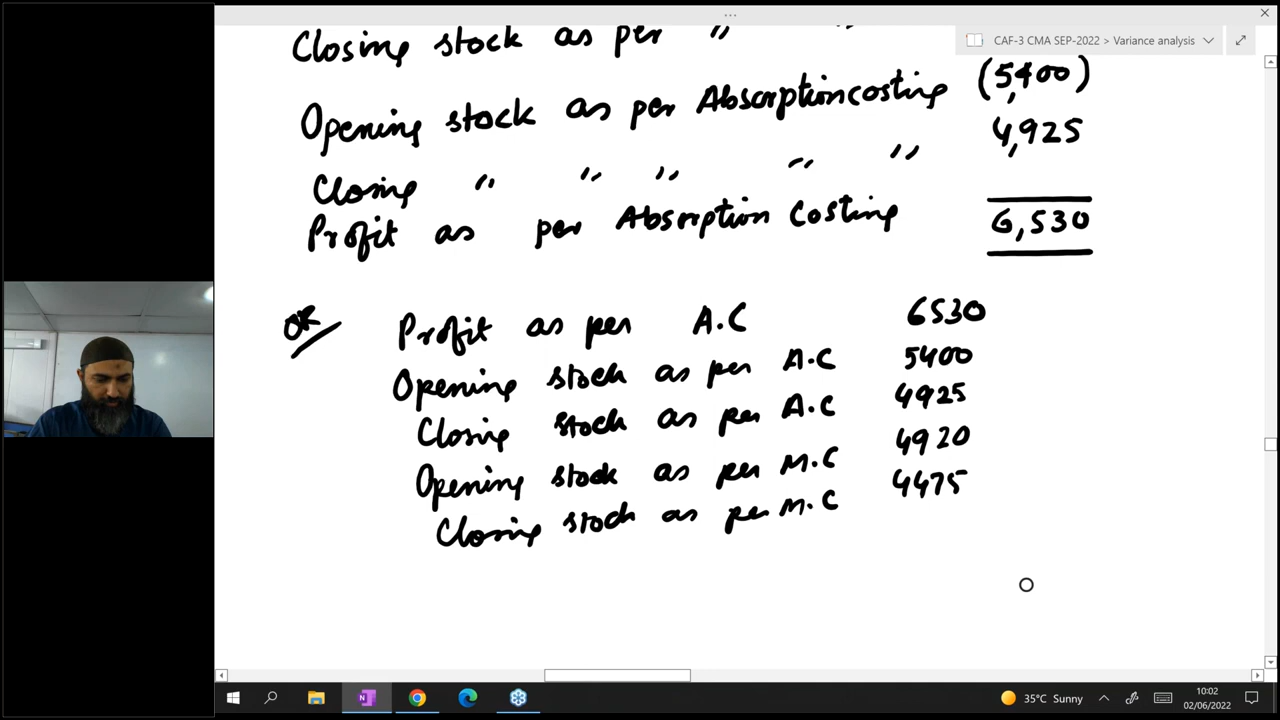 CAF-3 CMA SEP-2022 > Variance analysis
Closing stock as per " "
Opening stock as per Absorption costing (5,400)
Closing " " " " " 4,925
Profit as per Absorption Costing 6,530
OR Profit as per A.C 6530
Opening stock as per A.C 5400
Closing stock as per A.C 4925
Opening stock as per M.C 4920
Closing stock as per M.C 4475
35°C Sunny
10:02
02/06/2022